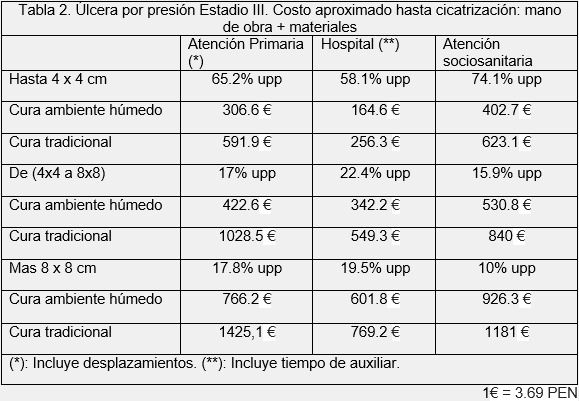 Tabla 2. Úlcera por presión Estadio III. Costo aproximado hasta cicatrización: mano
de obra + materiales
Atención Primaria (*) Hospital (**) Atención sociosanitaria
Hasta 4 x 4 cm 65.2% upp 58.1% upp 74.1% upp
Cura ambiente húmedo 306.6 € 164.6 € 402.7 €
Cura tradicional 591.9 € 256.3 € 623.1 €
De (4x4 a 8x8) 17% upp 22.4% upp 15.9% upp
Cura ambiente húmedo 422.6 € 342.2 € 530.8 €
Cura tradicional 1028.5 € 549.3 € 840 €
Mas 8 x 8 cm 17.8% upp 19.5% upp 10% upp
Cura ambiente húmedo 766.2 € 601.8 € 926.3 €
Cura tradicional 1425,1 € 769.2 € 1181 €
(*): Incluye desplazamientos. (**): Incluye tiempo de auxiliar.
1€ = 3.69 PEN